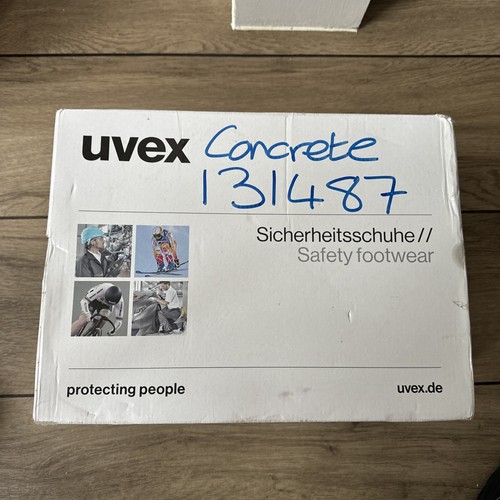 uvex Concrete
131487
Sicherheitsschuhe//
Safety footwear
protecting people
uvex.de